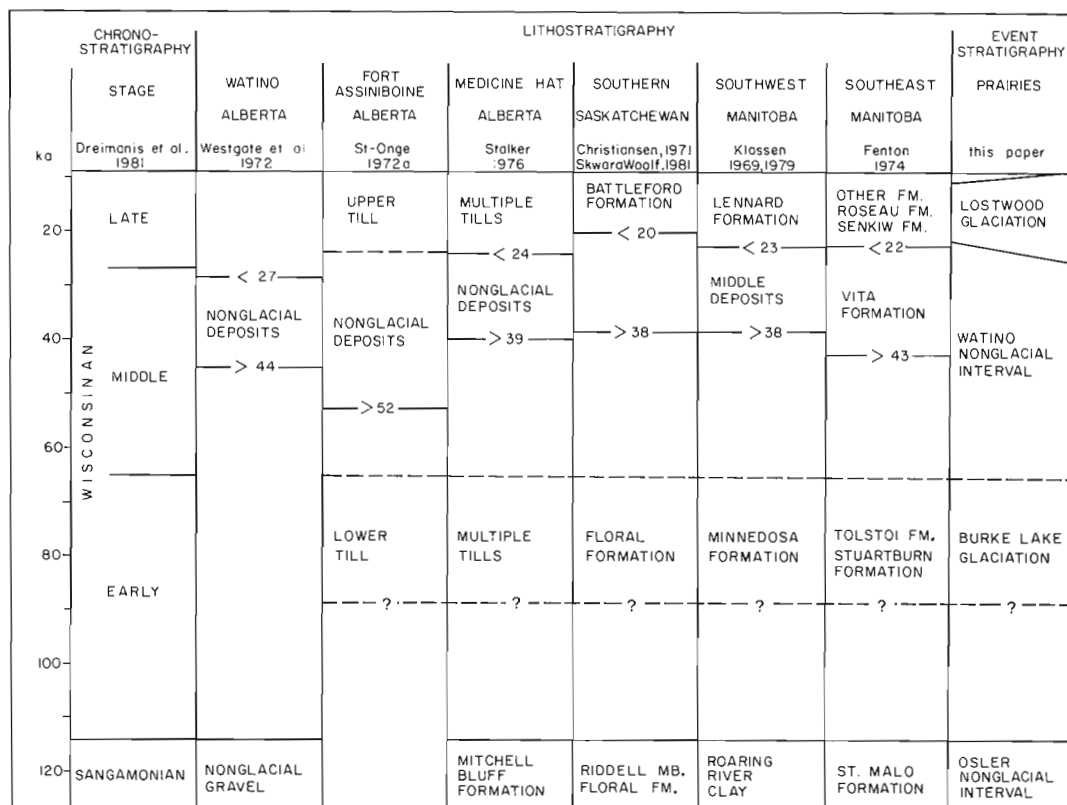 CHRONO-
STRATIGRAPHY
LITHOSTRATIGRAPHY
EVENT
STRATIGRAPHY
STAGE
WATINO
ALBERTA
FORT
ASSINIBOINE
ALBERTA
MEDICINE HAT
ALBERTA
SOUTHERN
SASKATCHEWAN
SOUTHWEST
MANITOBA
SOUTHEAST
MANITOBA
PRAIRIES
ka
Dreimanis et al.
1981
Westgate et al
1972
St-Onge
1972a
Stalker
1976
Christiansen, 1971
SkwaraWoolf, 1981
Klassen
1969, 1979
Fenton
1974
this paper
20
40
60
80
100
120
WISCONSINAN
LATE
MIDDLE
EARLY
SANGAMONIAN
< 27
NONGLACIAL
DEPOSITS
> 44
NONGLACIAL
GRAVEL
UPPER
TILL
NONGLACIAL
DEPOSITS
> 52
LOWER
TILL
?
MULTIPLE
TILLS
< 24
NONGLACIAL
DEPOSITS
> 39
MULTIPLE
TILLS
?
MITCHELL
BLUFF
FORMATION
BATTLEFORD
FORMATION
< 20
> 38
FLORAL
FORMATION
?
RIDDELL MB.
FLORAL FM.
LENNARD
FORMATION
< 23
MIDDLE
DEPOSITS
> 38
MINNEDOSA
FORMATION
?
ROARING
RIVER
CLAY
OTHER FM.
ROSEAU FM.
SENKIW FM.
< 22
VITA
FORMATION
> 43
TOLSTOI FM.
STUARTBURN
FORMATION
?
ST. MALO
FORMATION
LOSTWOOD
GLACIATION
WATINO
NONGLACIAL
INTERVAL
BURKE LAKE
GLACIATION
?
OSLER
NONGLACIAL
INTERVAL